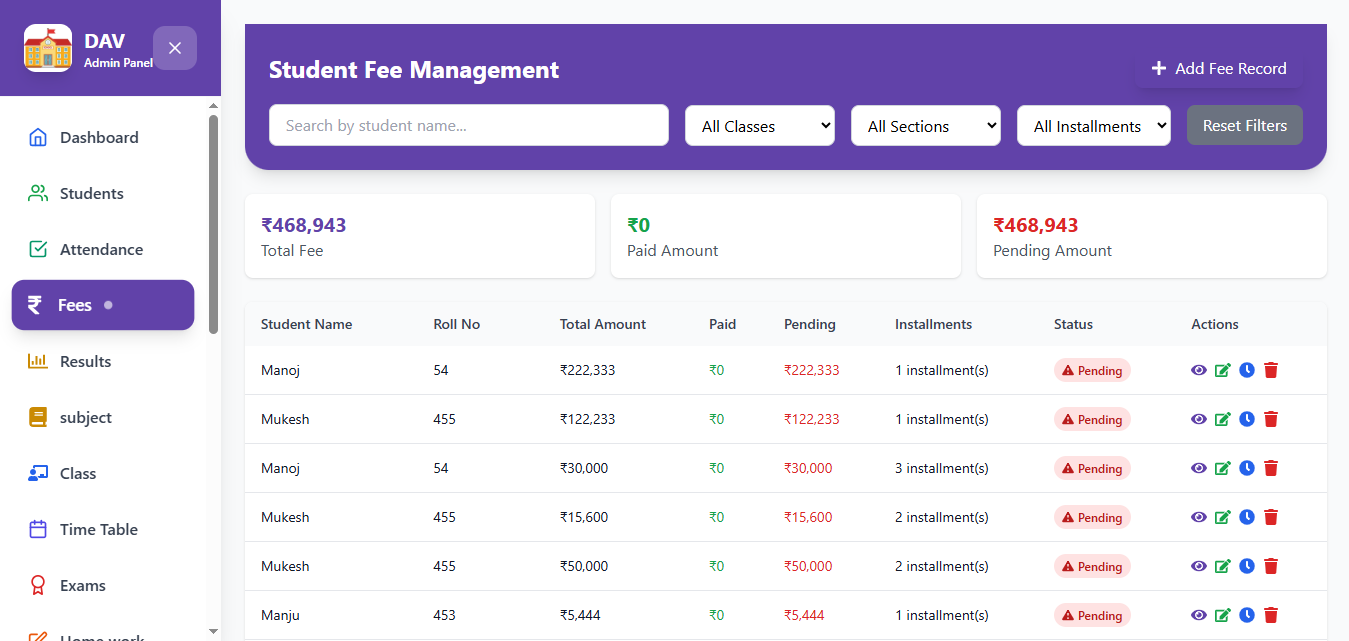 DAV
Admin Panel
Dashboard
Students
Attendance
Fees
Results
subject
Class
Time Table
Exams
Home work
Student Fee Management
Add Fee Record
Search by student name...
All Classes
All Sections
All Installments
Reset Filters
₹468,943
Total Fee
₹0
Paid Amount
₹468,943
Pending Amount
Student Name Roll No Total Amount Paid Pending Installments Status Actions
Manoj 54 ₹222,333 ₹0 ₹222,333 1 installment(s) Pending
Mukesh 455 ₹122,233 ₹0 ₹122,233 1 installment(s) Pending
Manoj 54 ₹30,000 ₹0 ₹30,000 3 installment(s) Pending
Mukesh 455 ₹15,600 ₹0 ₹15,600 2 installment(s) Pending
Mukesh 455 ₹50,000 ₹0 ₹50,000 2 installment(s) Pending
Manju 453 ₹5,444 ₹0 ₹5,444 1 installment(s) Pending